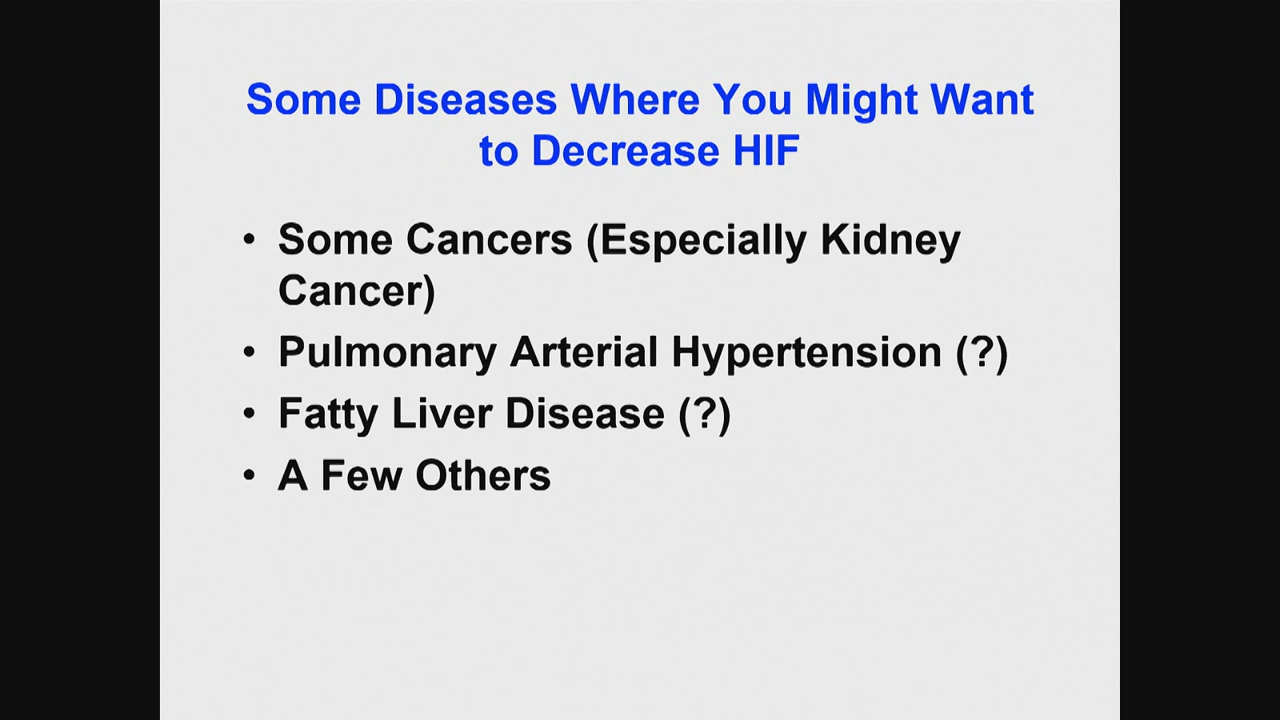 Some Diseases Where You Might Want
to Decrease HIF
• Some Cancers (Especially Kidney
Cancer)
• Pulmonary Arterial Hypertension (?)
• Fatty Liver Disease (?)
• A Few Others